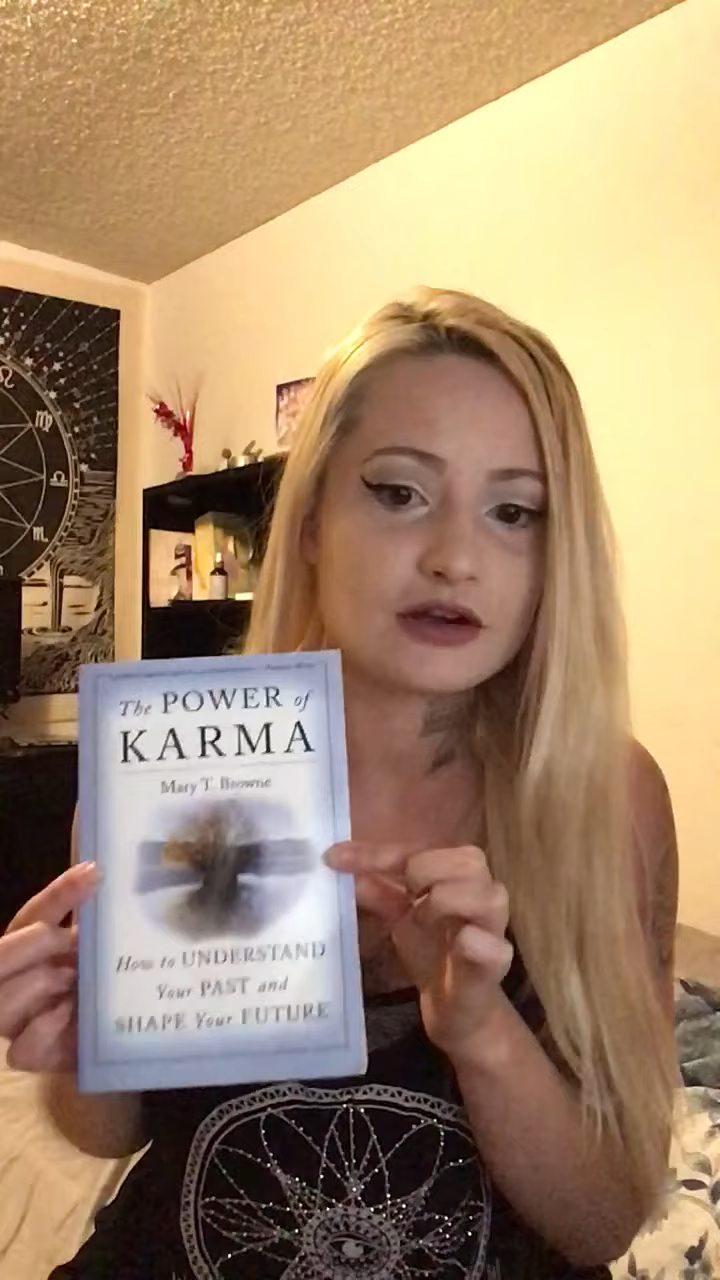 The POWER of
KARMA
Mary T. Browne
How to UNDERSTAND
Your PAST and
SHAPE Your FUTURE